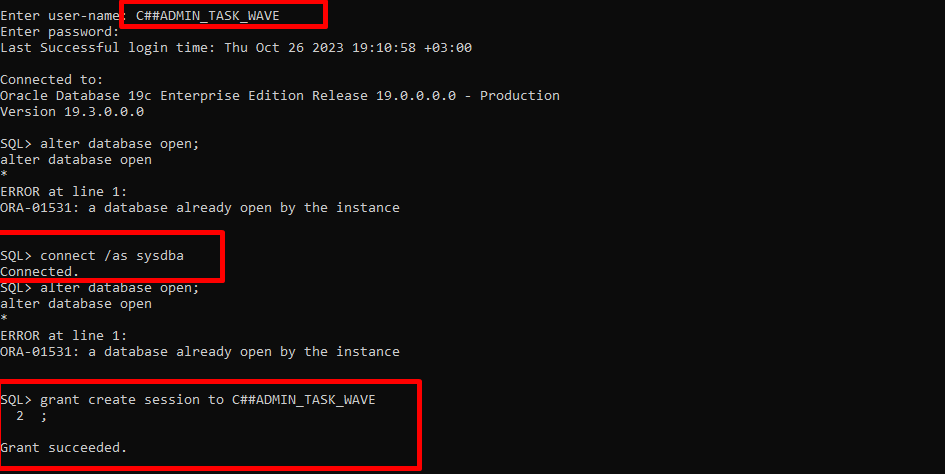 Enter user-name: C##ADMIN_TASK_WAVE
Enter password:
Last Successful login time: Thu Oct 26 2023 19:10:58 +03:00
Connected to:
Oracle Database 19c Enterprise Edition Release 19.0.0.0.0 - Production
Version 19.3.0.0.0
SQL> alter database open;
alter database open
*
ERROR at line 1:
ORA-01531: a database already open by the instance
SQL> connect /as sysdba
Connected.
SQL> alter database open;
alter database open
*
ERROR at line 1:
ORA-01531: a database already open by the instance
SQL> grant create session to C##ADMIN_TASK_WAVE
  2  ;
Grant succeeded.